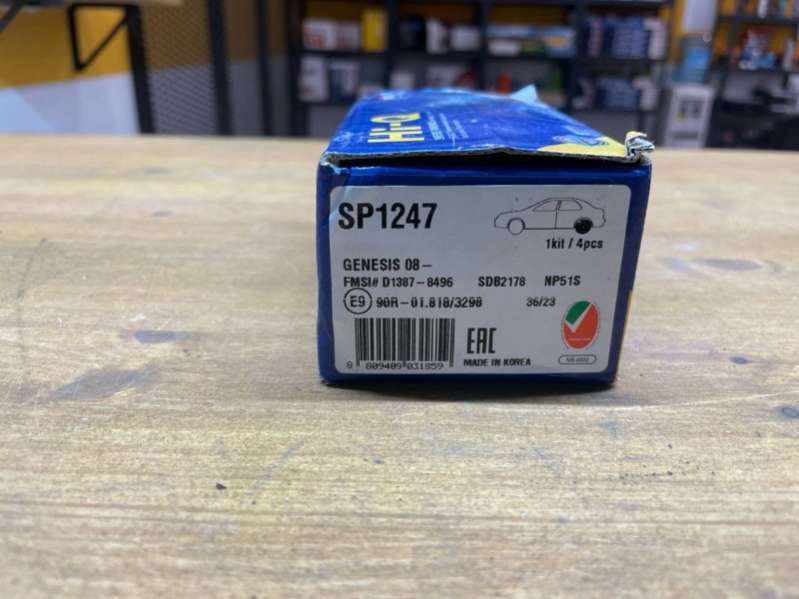 Hi-Q
SP1247
1kit / 4pcs
GENESIS 08-
FMSI# D1387-8496 SDB2178 NP51S
E9 90R-01.818/3298 36/23
EAC
MADE IN KOREA
8 809409 031859